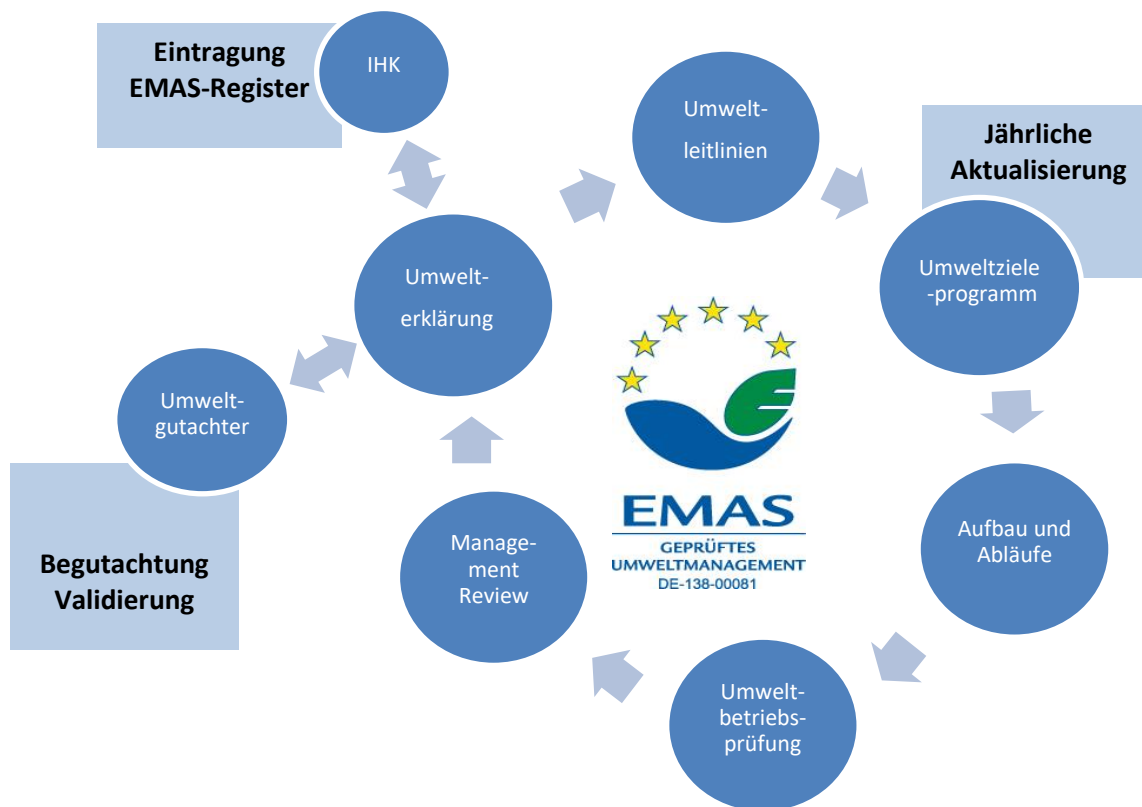 Eintragung
EMAS-Register
IHK
Umwelt-
leitlinien
Jährliche
Aktualisierung
Umweltziele
-programm
Umwelt-
erklärung
Umwelt-
gutachter
Begutachtung
Validierung
Manage-
ment
Review
EMAS
GEPRÜFTES
UMWELTMANAGEMENT
DE-138-00081
Aufbau und
Abläufe
Umwelt-
betriebs-
prüfung